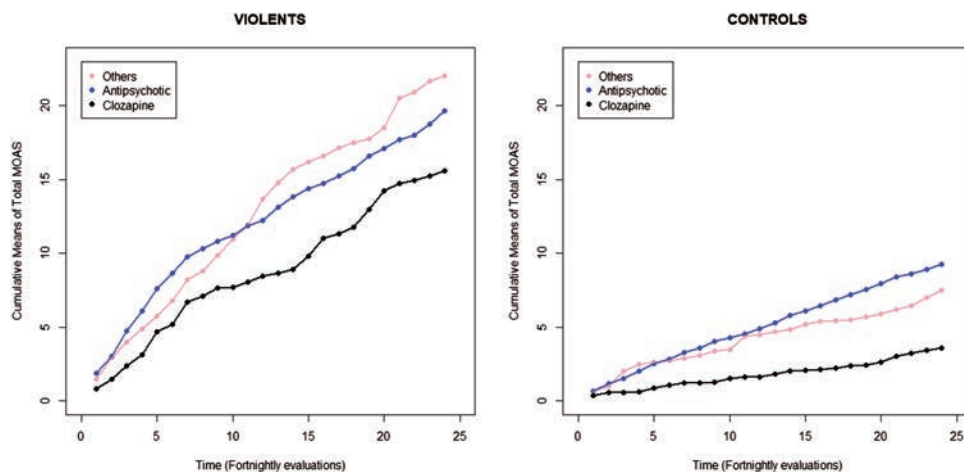 VIOLENTS
Others
Antipsychotic
Clozapine
Cumulative Means of Total MOAS
0
5
10
15
20
0
5
10
15
20
25
Time (Fortnightly evaluations)
CONTROLS
Others
Antipsychotic
Clozapine
Cumulative Means of Total MOAS
0
5
10
15
20
0
5
10
15
20
25
Time (Fortnightly evaluations)